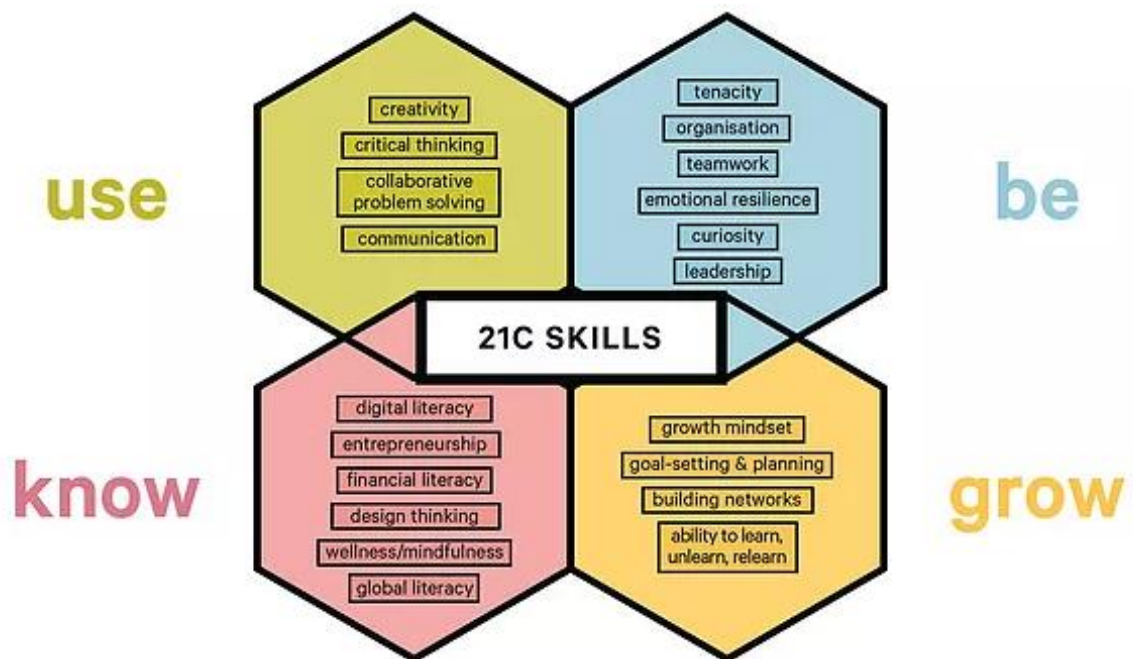 use
creativity
critical thinking
collaborative
problem solving
communication
be
tenacity
organisation
teamwork
emotional resilience
curiosity
leadership
21C SKILLS
know
digital literacy
entrepreneurship
financial literacy
design thinking
wellness/mindfulness
global literacy
grow
growth mindset
goal-setting & planning
building networks
ability to learn,
unlearn, relearn